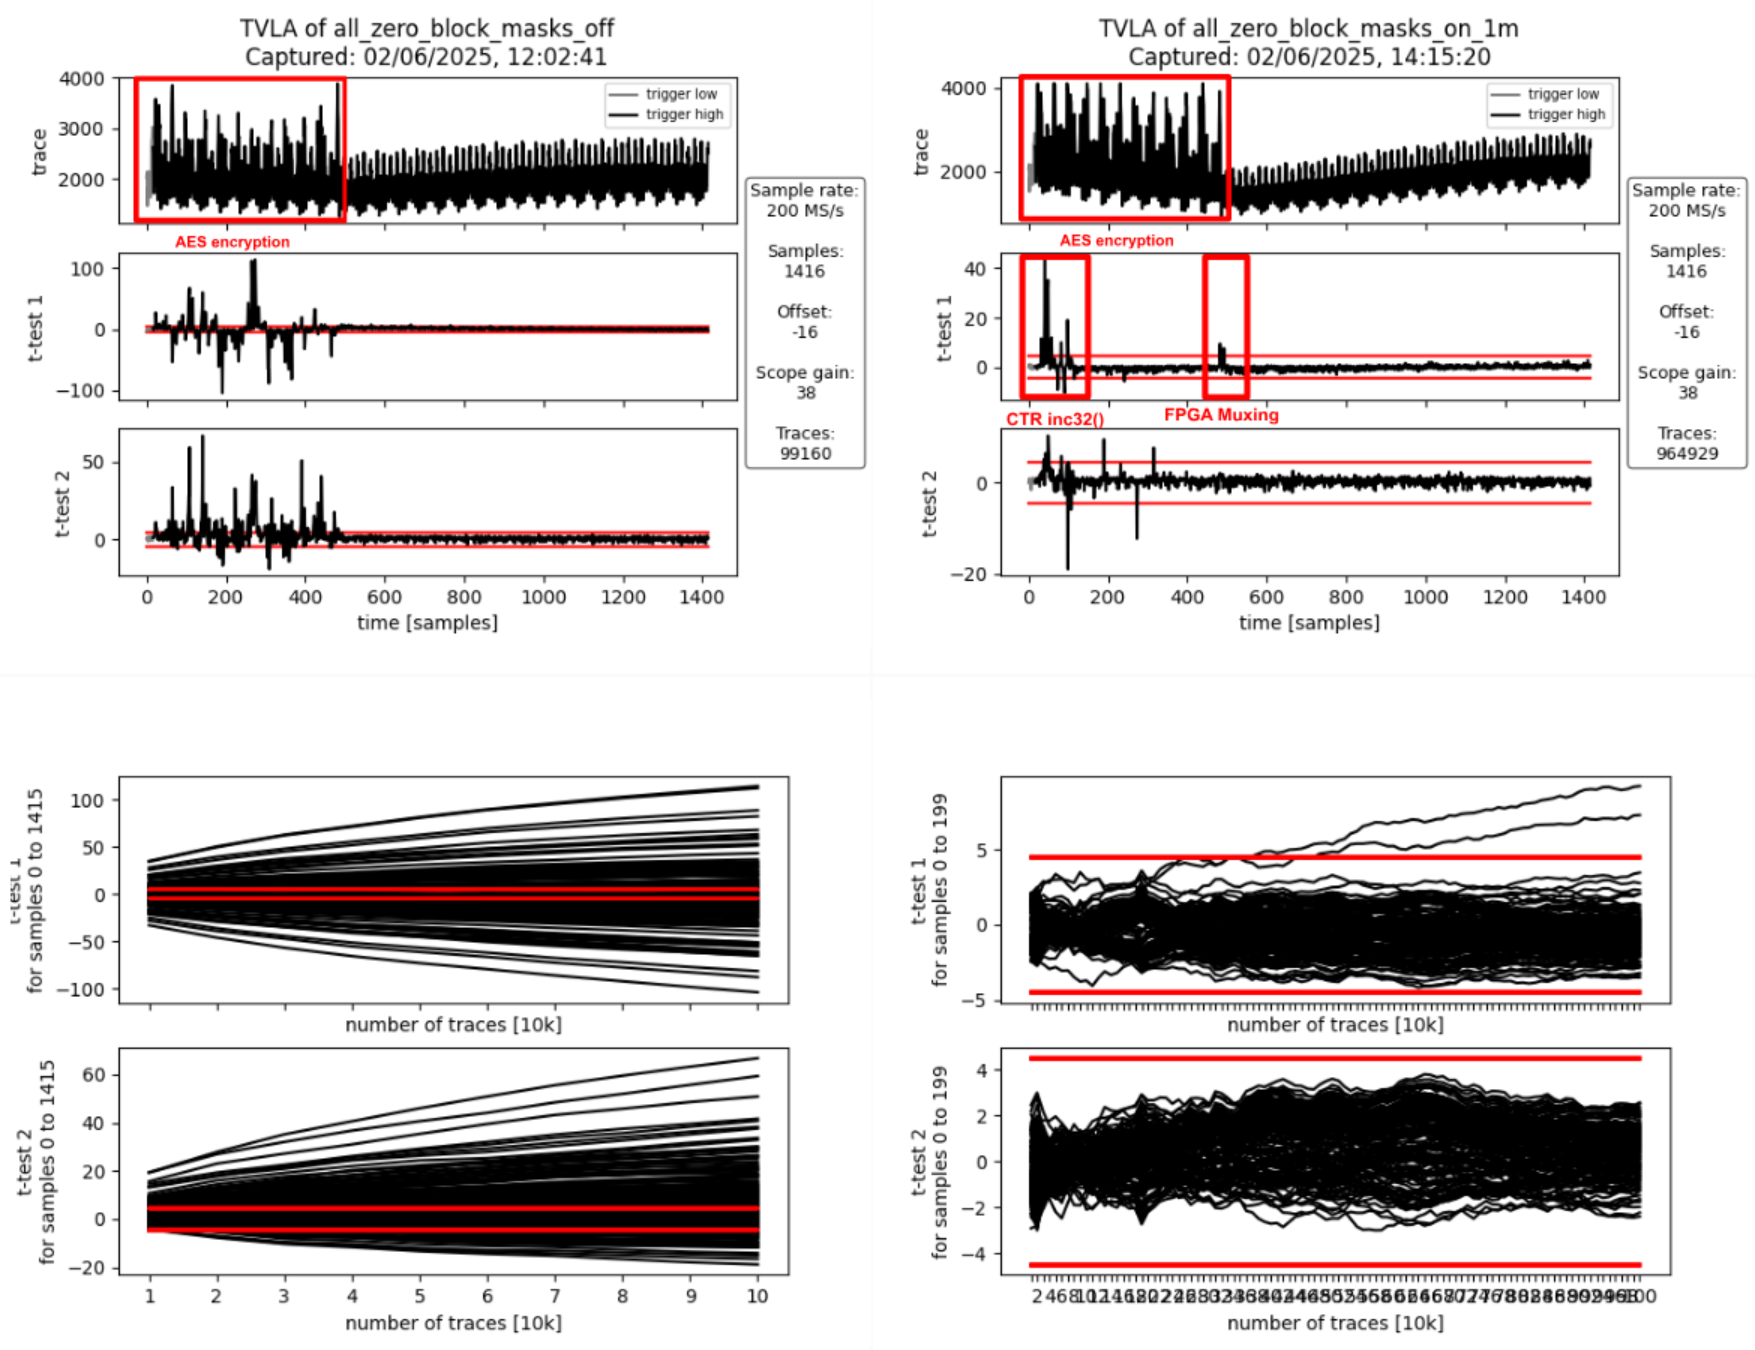 TVLA of all_zero_block_masks_off
Captured: 02/06/2025, 12:02:41
4000
3000
2000
trace
trigger low
trigger high
AES encryption
100
0
−100
t-test 1
50
0
t-test 2
0 200 400 600 800 1000 1200 1400
time [samples]
Sample rate:
200 MS/s
Samples:
1416
Offset:
-16
Scope gain:
38
Traces:
99160
TVLA of all_zero_block_masks_on_1m
Captured: 02/06/2025, 14:15:20
4000
2000
trace
trigger low
trigger high
AES encryption
40
20
0
t-test 1
CTR inc32()
FPGA Muxing
0
−20
t-test 2
0 200 400 600 800 1000 1200 1400
time [samples]
Sample rate:
200 MS/s
Samples:
1416
Offset:
-16
Scope gain:
38
Traces:
964929
100
50
0
−50
−100
t-test 1
for samples 0 to 1415
number of traces [10k]
60
40
20
0
−20
t-test 2
for samples 0 to 1415
1 2 3 4 5 6 7 8 9 10
number of traces [10k]
5
0
−5
t-test 1
for samples 0 to 199
number of traces [10k]
4
2
0
−2
−4
t-test 2
for samples 0 to 199
number of traces [10k]